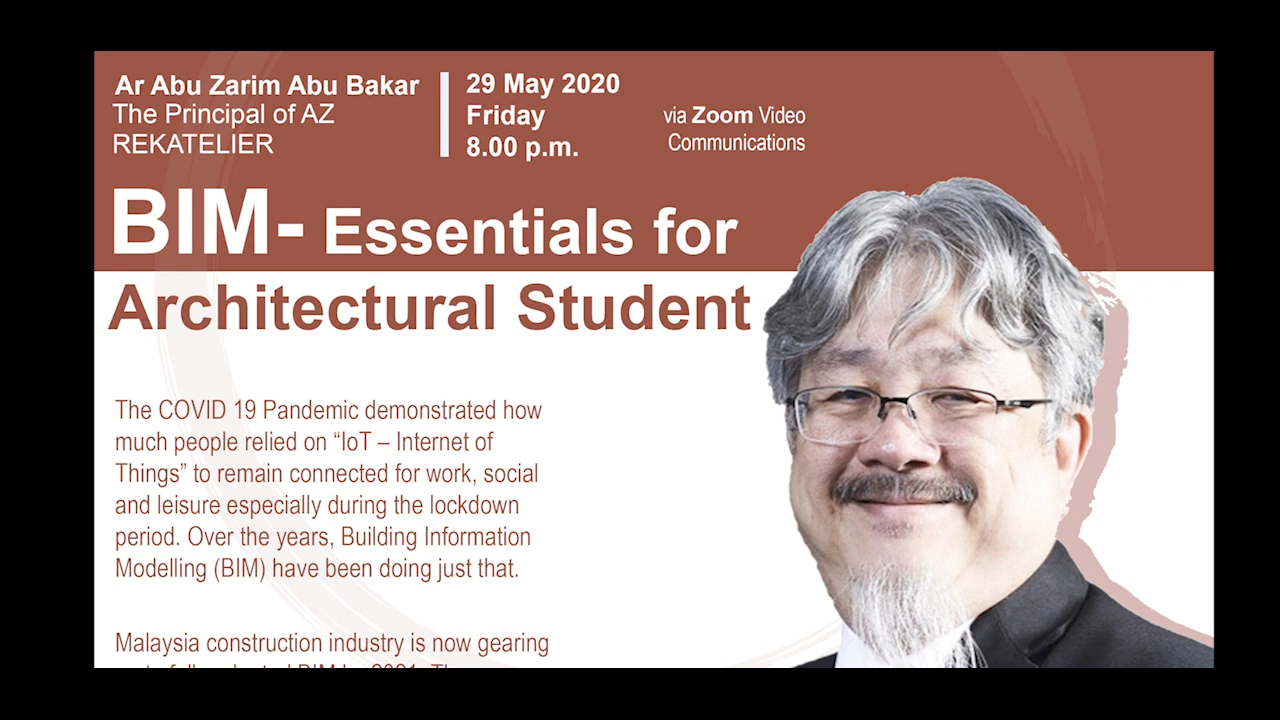 Ar Abu Zarim Abu Bakar
The Principal of AZ
REKATELIER
29 May 2020
Friday
8.00 p.m.
via Zoom Video
Communications
BIM- Essentials for
Architectural Student
The COVID 19 Pandemic demonstrated how
much people relied on “IoT – Internet of
Things” to remain connected for work, social
and leisure especially during the lockdown
period. Over the years, Building Information
Modelling (BIM) have been doing just that.
Malaysia construction industry is now gearing